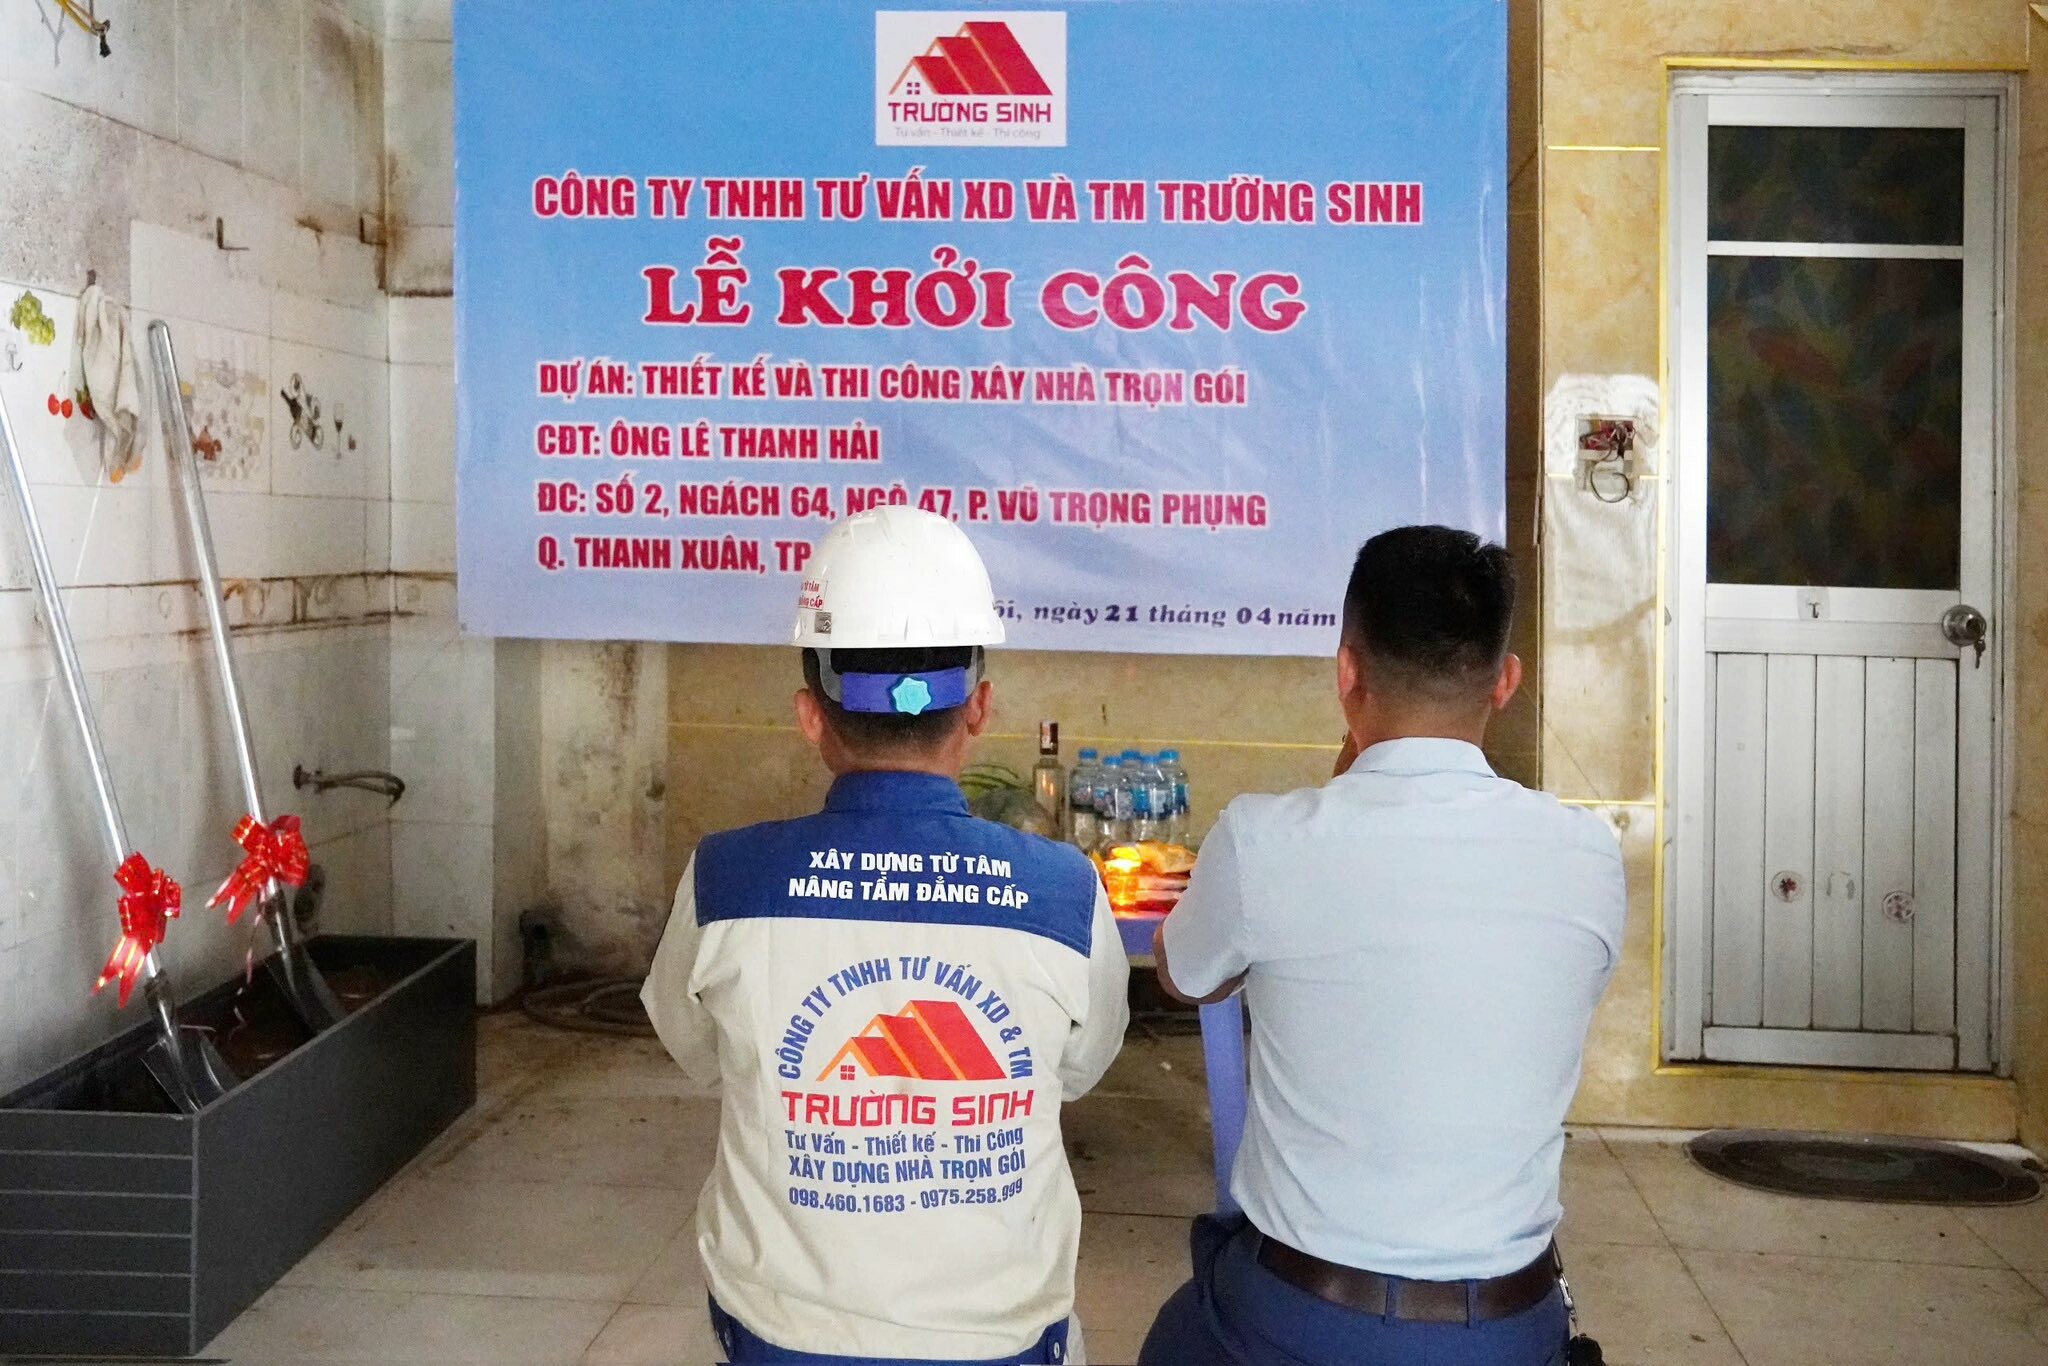 TRƯỜNG SINH
Tư vấn - Thiết kế - Thi công
CÔNG TY TNHH TƯ VẤN XD VÀ TM TRƯỜNG SINH
LỄ KHỞI CÔNG
DỰ ÁN: THIẾT KẾ VÀ THI CÔNG XÂY NHÀ TRỌN GÓI
CĐT: ÔNG LÊ THANH HẢI
ĐC: SỐ 2, NGÁCH 64, NGÕ 47, P. VŨ TRỌNG PHỤNG
Q. THANH XUÂN, TP
ngày 21 tháng 04 năm
TỪ TÂM
ĐẲNG CẤP
XÂY DỰNG TỪ TÂM
NÂNG TẦM ĐẲNG CẤP
CÔNG TY TNHH TƯ VẤN XD & TM
TRƯỜNG SINH
Tư Vấn - Thiết kế - Thi Công
XÂY DỰNG NHÀ TRỌN GÓI
098.460.1683 - 0975.258.999